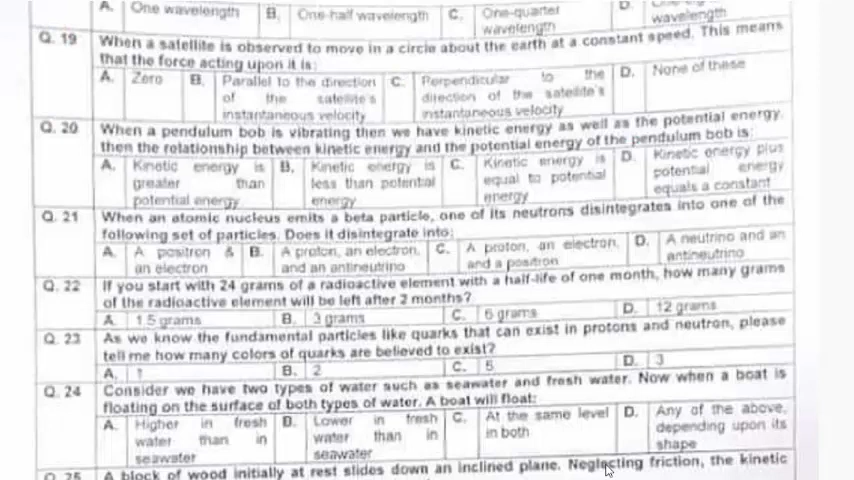 A. One wavelength B. One-half wavelength C. One-quarter wavelength D. wavelength
Q. 19 When a satellite is observed to move in a circle about the earth at a constant speed. This means
that the force acting upon it is:
A. Zero B. Parallel to the direction of the satellite's instantaneous velocity C. Perpendicular to the direction of the satellite's instantaneous velocity D. None of these
Q. 20 When a pendulum bob is vibrating then we have kinetic energy as well as the potential energy.
then the relationship between kinetic energy and the potential energy of the pendulum bob is:
A. Kinetic energy is greater than potential energy B. Kinetic energy less than potential energy C. Kinetic energy is equal to potential energy D. Kinetic energy plus potential energy equals a constant
Q. 21 When an atomic nucleus emits a beta particle, one of its neutrons disintegrates into one of the
following set of particles. Does it disintegrate into:
A. A positron & an electron B. A proton, an electron, and an antineutrino C. A proton, an electron, and a positron D. A neutrino and an antineutrino
Q. 22 If you start with 24 grams of a radioactive element with a half-life of one month, how many grams
of the radioactive element will be left after 2 months?
A. 1.5 grams B. 3 grams C. 6 grams D. 12 grams
Q. 23 As we know the fundamental particles like quarks that can exist in protons and neutron, please
tell me how many colors of quarks are believed to exist?
A. 1 B. 2 C. 5 D. 3
Q. 24 Consider we have two types of water such as seawater and fresh water. Now when a boat is
floating on the surface of both types of water. A boat will float:
A. Higher in fresh water than in seawater B. Lower in fresh water than in seawater C. At the same level in both D. Any of the above, depending upon its shape
Q. 25 A block of wood initially at rest slides down an inclined plane. Neglecting friction, the kinetic